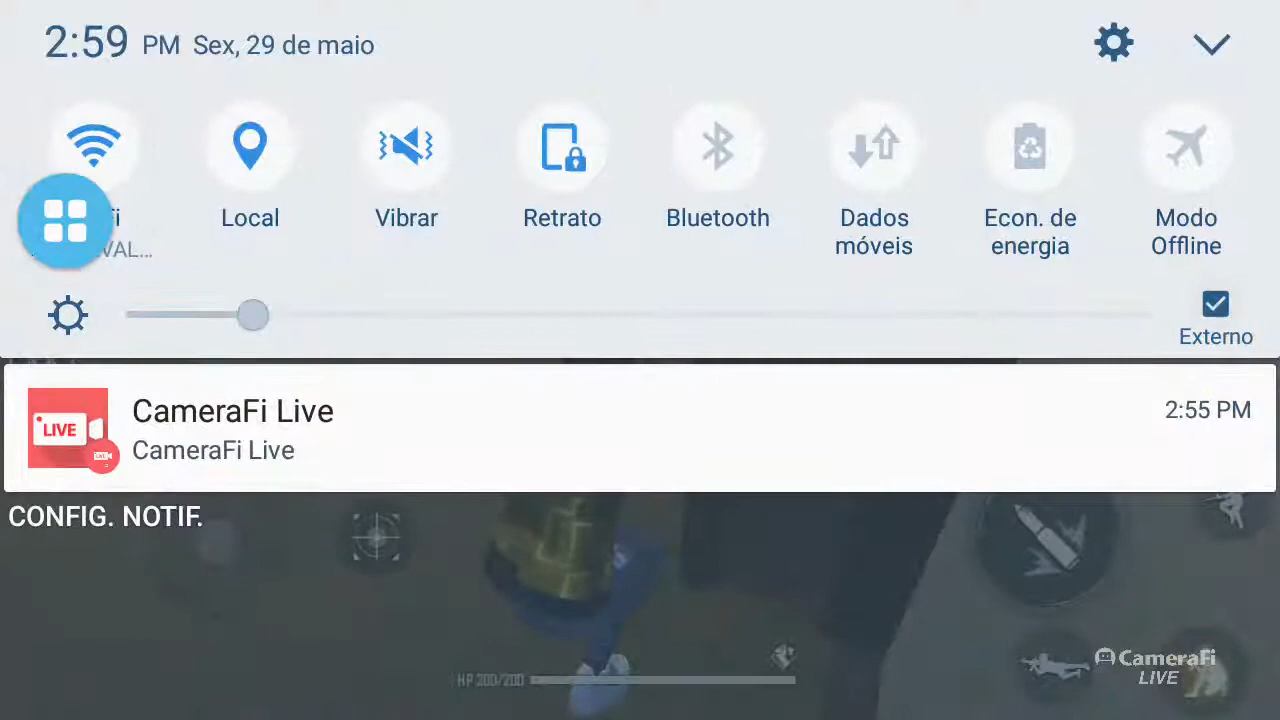 2:59 PM Sex, 29 de maio
Local
Vibrar
Retrato
Bluetooth
Dados
móveis
Econ. de
energia
Modo
Offline
Externo
LIVE
CameraFi Live
2:55 PM
CameraFi Live
CONFIG. NOTIF.
HP 200/200
CameraFi
LIVE